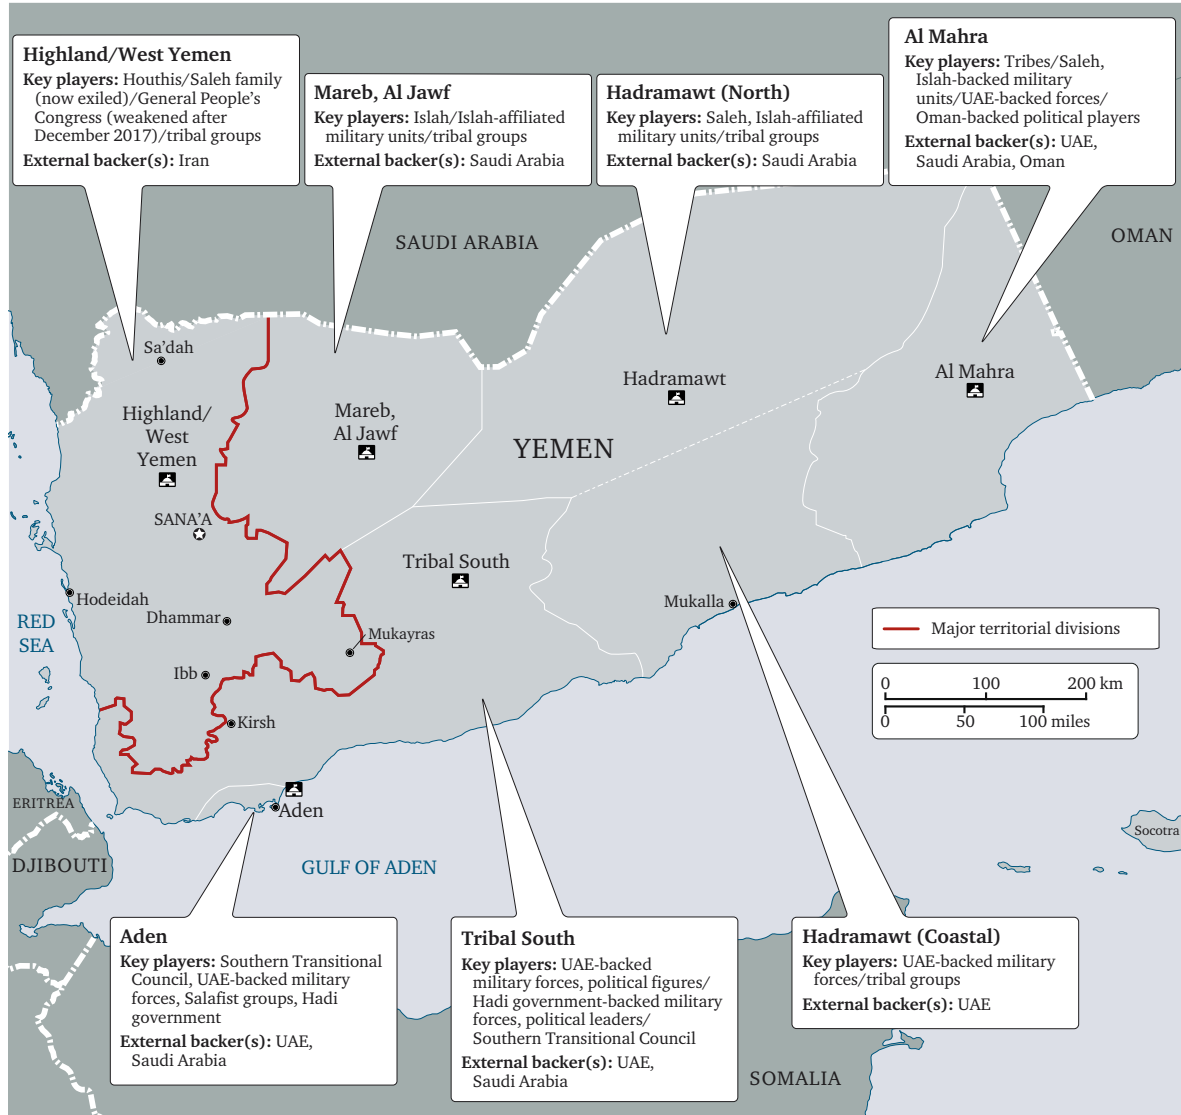 Highland/West Yemen
Key players: Houthis/Saleh family
(now exiled)/General People's
Congress (weakened after
December 2017)/tribal groups
External backer(s): Iran
Mareb, Al Jawf
Key players: Islah/Islah-affiliated
military units/tribal groups
External backer(s): Saudi Arabia
Hadramawt (North)
Key players: Saleh, Islah-affiliated
military units/tribal groups
External backer(s): Saudi Arabia
Al Mahra
Key players: Tribes/Saleh,
Islah-backed military
units/UAE-backed forces/
Oman-backed political players
External backer(s): UAE,
Saudi Arabia, Oman
SAUDI ARABIA
OMAN
Sa'dah
Highland/
West
Yemen
Mareb,
Al Jawf
Hadramawt
Al Mahra
YEMEN
SANA'A
Tribal South
Hodeidah
Dhammar
Mukayras
Mukalla
RED
SEA
Ibb
Kirsh
Major territorial divisions
0 100 200 km
0 50 100 miles
ERITREA
Aden
Socotra
DJIBOUTI
GULF OF ADEN
Aden
Key players: Southern Transitional
Council, UAE-backed military
forces, Salafist groups, Hadi
government
External backer(s): UAE,
Saudi Arabia
Tribal South
Key players: UAE-backed
military forces, political figures/
Hadi government-backed military
forces, political leaders/
Southern Transitional Council
External backer(s): UAE,
Saudi Arabia
Hadramawt (Coastal)
Key players: UAE-backed military
forces/tribal groups
External backer(s): UAE
SOMALIA